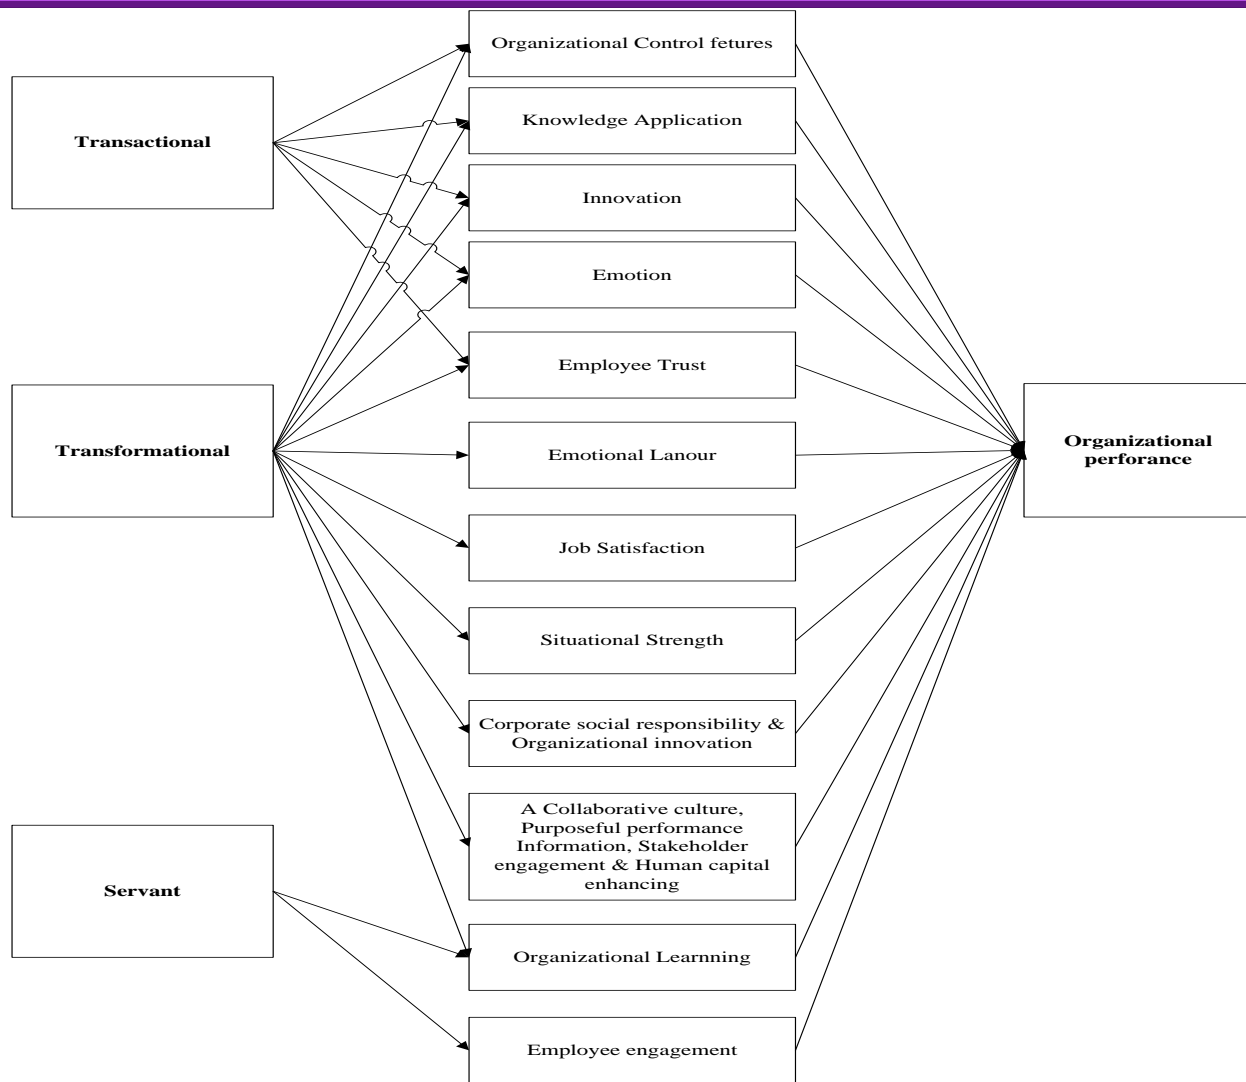 Transactional
Transformational
Servant
Organizational Control fetures
Knowledge Application
Innovation
Emotion
Employee Trust
Emotional Lanour
Job Satisfaction
Situational Strength
Corporate social responsibility &
Organizational innovation
A Collaborative culture,
Purposeful performance
Information, Stakeholder
engagement & Human capital
enhancing
Organizational Learnning
Employee engagement
Organizational
perforance